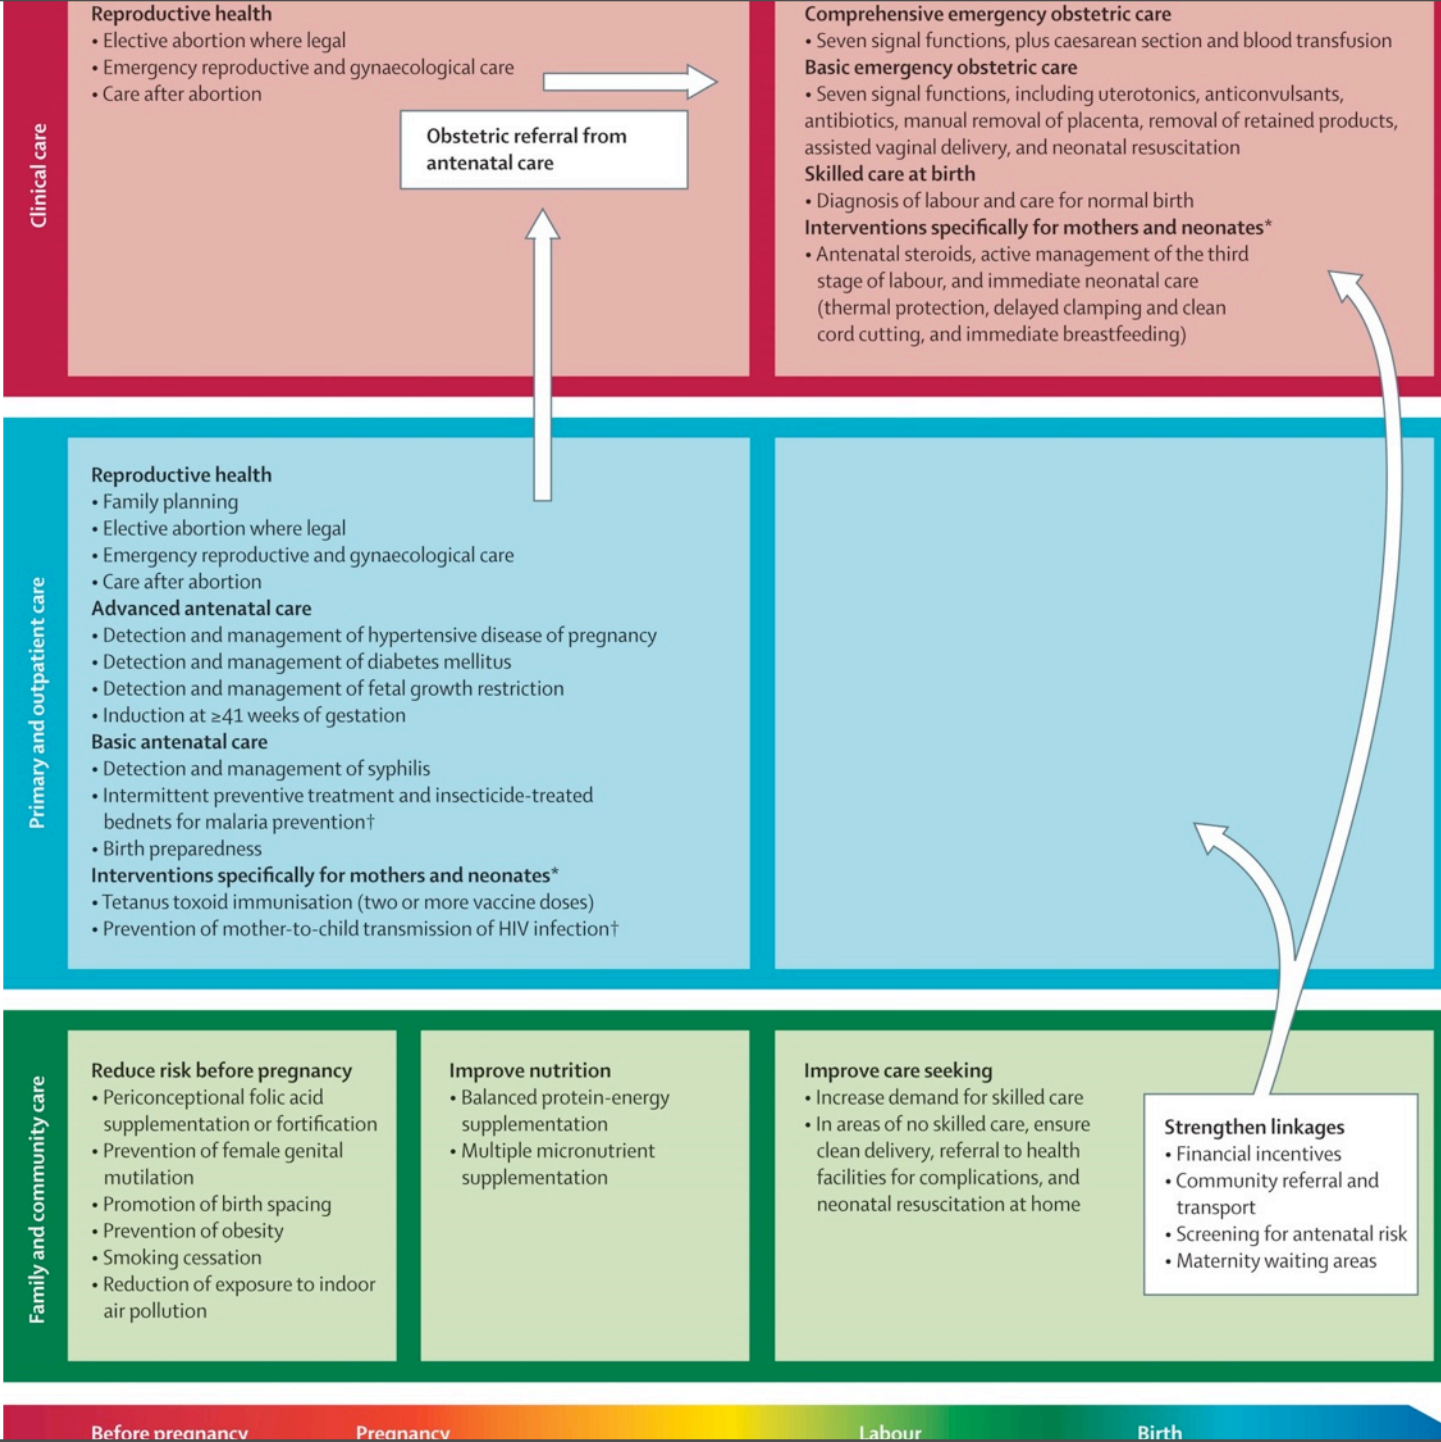 Clinical care
Reproductive health
• Elective abortion where legal
• Emergency reproductive and gynaecological care
• Care after abortion
Obstetric referral from
antenatal care
Comprehensive emergency obstetric care
• Seven signal functions, plus caesarean section and blood transfusion
Basic emergency obstetric care
• Seven signal functions, including uterotonics, anticonvulsants,
antibiotics, manual removal of placenta, removal of retained products,
assisted vaginal delivery, and neonatal resuscitation
Skilled care at birth
• Diagnosis of labour and care for normal birth
Interventions specifically for mothers and neonates*
• Antenatal steroids, active management of the third
stage of labour, and immediate neonatal care
(thermal protection, delayed clamping and clean
cord cutting, and immediate breastfeeding)
Primary and outpatient care
Reproductive health
• Family planning
• Elective abortion where legal
• Emergency reproductive and gynaecological care
• Care after abortion
Advanced antenatal care
• Detection and management of hypertensive disease of pregnancy
• Detection and management of diabetes mellitus
• Detection and management of fetal growth restriction
• Induction at ≥41 weeks of gestation
Basic antenatal care
• Detection and management of syphilis
• Intermittent preventive treatment and insecticide-treated
bednets for malaria prevention†
• Birth preparedness
Interventions specifically for mothers and neonates*
• Tetanus toxoid immunisation (two or more vaccine doses)
• Prevention of mother-to-child transmission of HIV infection†
Family and community care
Reduce risk before pregnancy
• Periconceptional folic acid
supplementation or fortification
• Prevention of female genital
mutilation
• Promotion of birth spacing
• Prevention of obesity
• Smoking cessation
• Reduction of exposure to indoor
air pollution
Improve nutrition
• Balanced protein-energy
supplementation
• Multiple micronutrient
supplementation
Improve care seeking
• Increase demand for skilled care
• In areas of no skilled care, ensure
clean delivery, referral to health
facilities for complications, and
neonatal resuscitation at home
Strengthen linkages
• Financial incentives
• Community referral and
transport
• Screening for antenatal risk
• Maternity waiting areas
Before pregnancy
Pregnancy
Labour
Birth